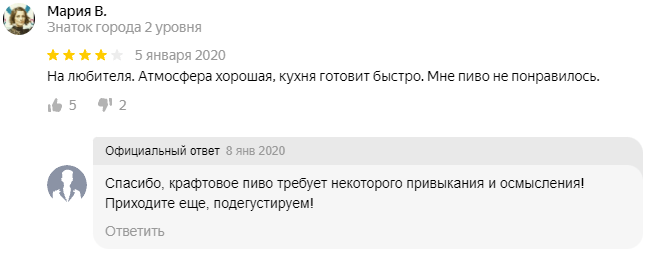 Мария В.
Знаток города 2 уровня
5 января 2020
На любителя. Атмосфера хорошая, кухня готовит быстро. Мне пиво не понравилось.
5 2
Официальный ответ 8 янв 2020
Спасибо, крафтовое пиво требует некоторого привыкания и осмысления!
Приходите еще, подегустируем!
Ответить